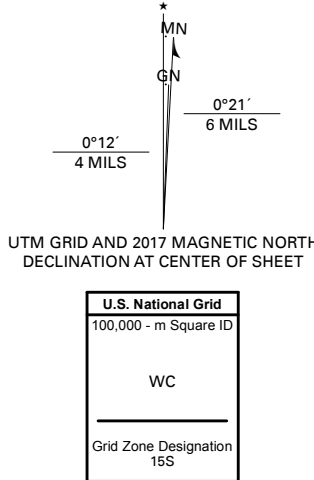 ★
MN
GN
0°21´
6 MILS
0°12´
4 MILS
UTM GRID AND 2017 MAGNETIC NORTH
DECLINATION AT CENTER OF SHEET
U.S. National Grid
100,000 - m Square ID
WC
Grid Zone Designation
15S